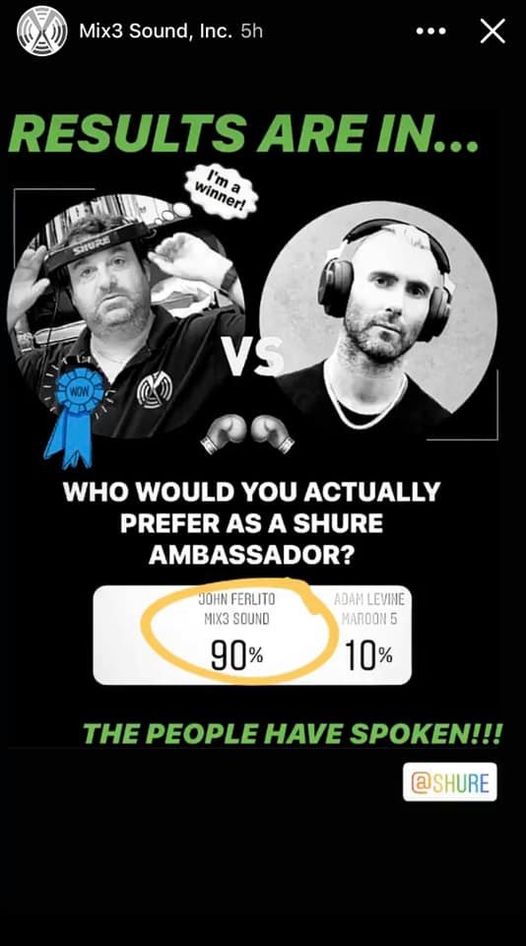 Mix3 Sound, Inc. 5h
RESULTS ARE IN...
I'm a
winner!
SHURE
VS
WOW
WHO WOULD YOU ACTUALLY
PREFER AS A SHURE
AMBASSADOR?
JOHN FERLITO
MIX3 SOUND
90%
ADAM LEVINE
MAROON 5
10%
THE PEOPLE HAVE SPOKEN!!!
@SHURE